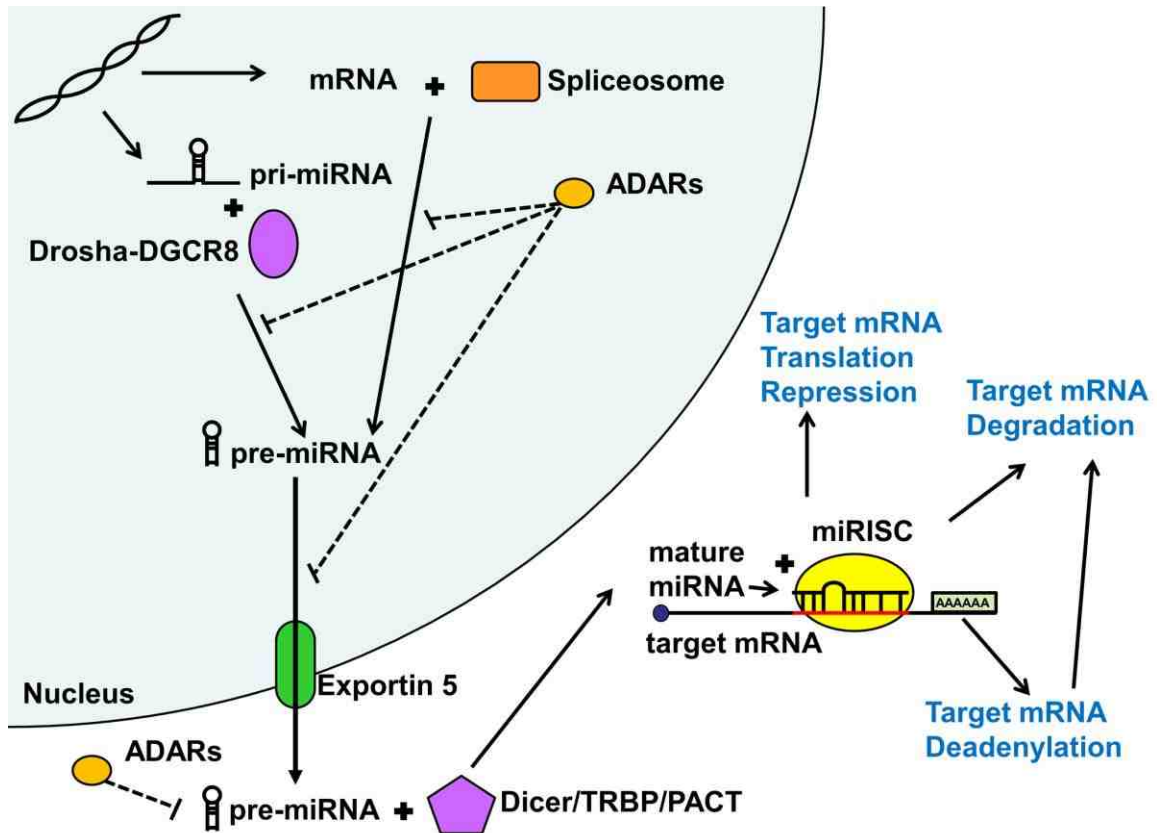 mRNA + Spliceosome
pri-miRNA
+
ADARs
Drosha-DGCR8
pre-miRNA
Exportin 5
Nucleus
ADARs
pre-miRNA + Dicer/TRBP/PACT
Target mRNA
Translation
Repression
Target mRNA
Degradation
miRISC
mature
miRNA
+
AAAAAA
target mRNA
Target mRNA
Deadenylation